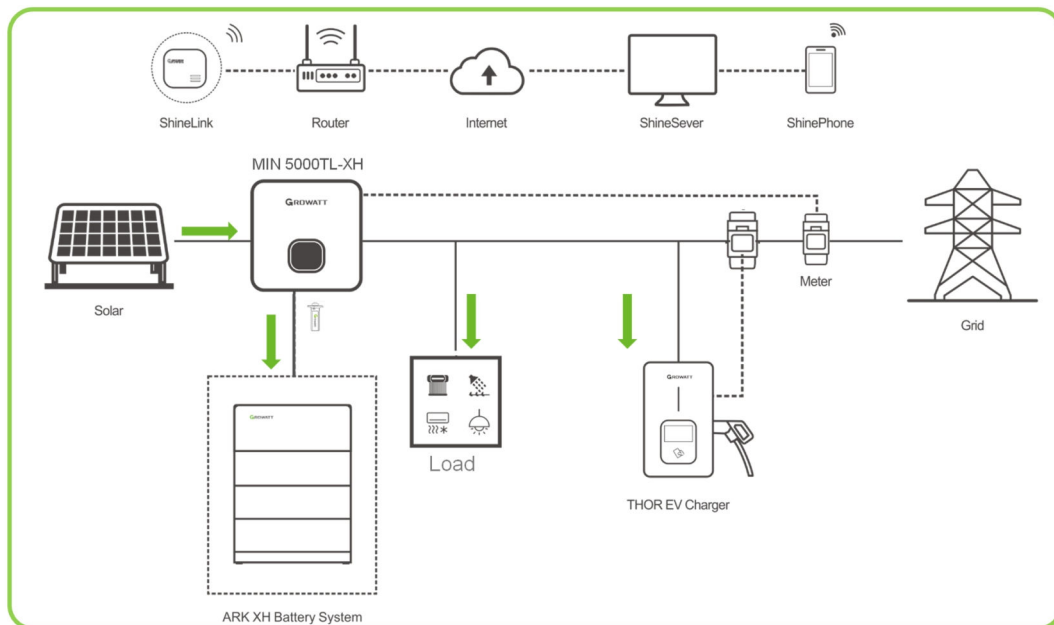 ShineLink
Router
Internet
ShineSever
ShinePhone
MIN 5000TL-XH
GROWATT
Solar
Meter
Grid
GROWATT
GROWATT
Load
THOR EV Charger
ARK XH Battery System